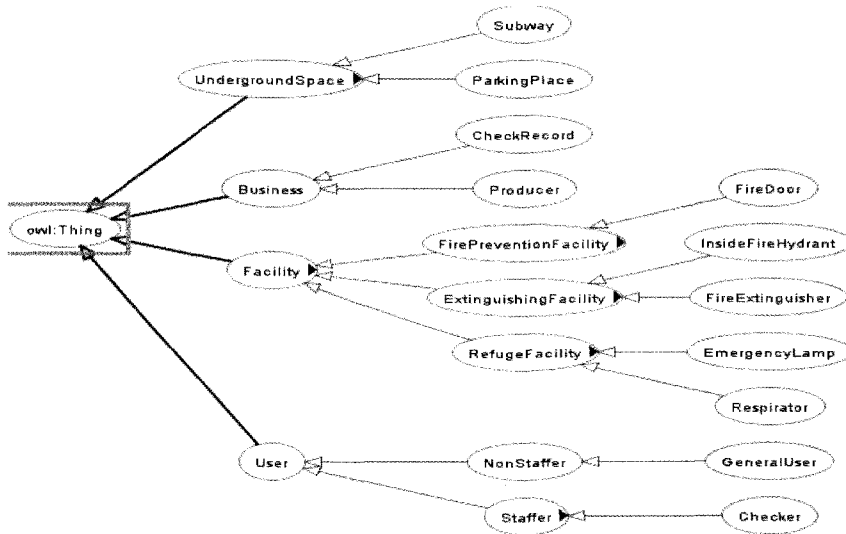 Subway
UndergroundSpace
ParkingPlace
CheckRecord
Business
Producer
FireDoor
owl:Thing
FirePreventionFacility
InsideFireHydrant
Facility
ExtinguishingFacility
FireExtinguisher
RefugeFacility
EmergencyLamp
Respirator
User
NonStaffer
GeneralUser
Staffer
Checker